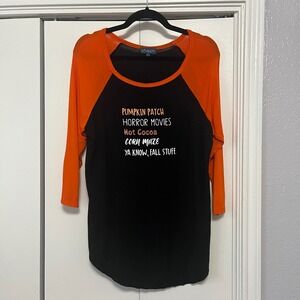 PUMPKIN PATCH
HORROR MOVIES
Hot Cocoa
CORN MAZE
YA KNOW, FALL STUFF